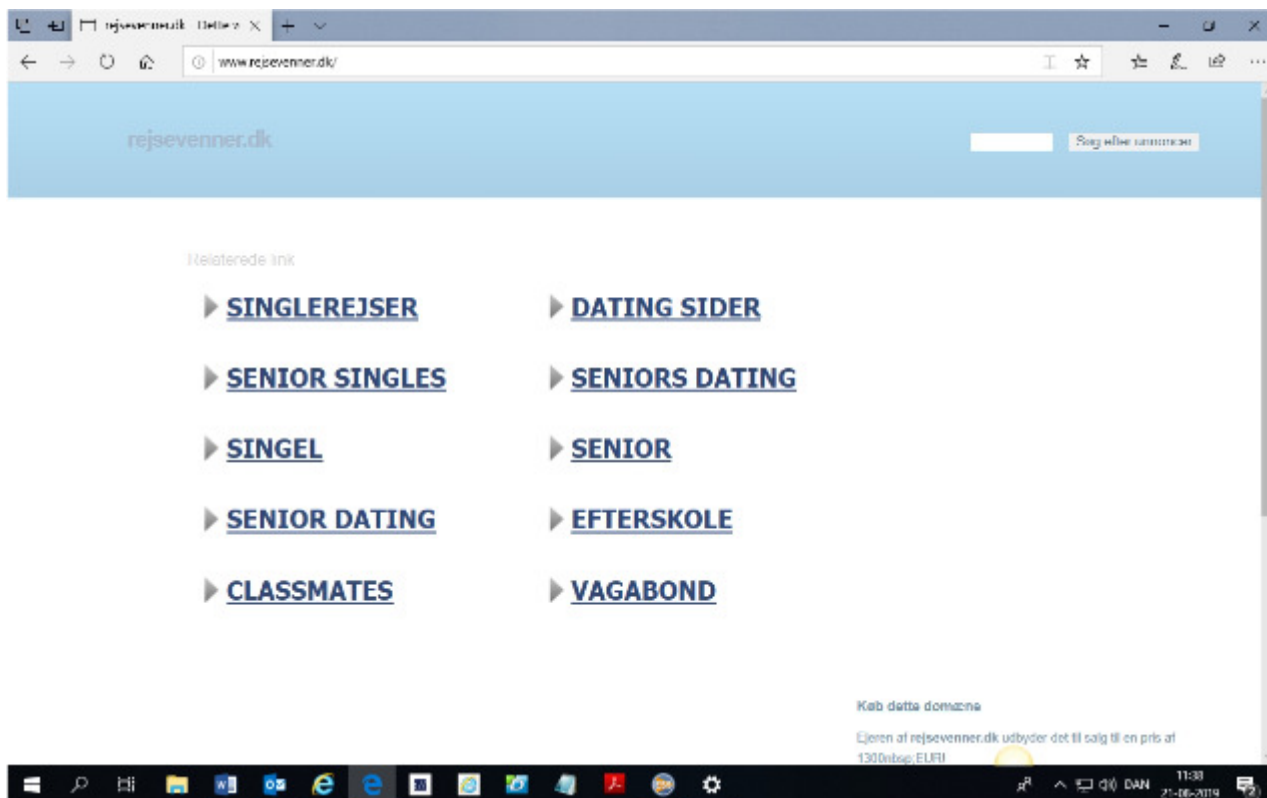 rejsevenner.dk
www.rejsevenner.dk/
rejsevenner.dk
Søg efter annoncer
Relaterede link
SINGLEREJSER
DATING SIDER
SENIOR SINGLES
SENIORS DATING
SINGEL
SENIOR
SENIOR DATING
EFTERSKOLE
CLASSMATES
VAGABOND
Køb dette domæne
Ejeren af rejsevenner.dk udbyder det til salg til en pris af
1300nbsp;EUR!
DAN
11:38
21-06-2019